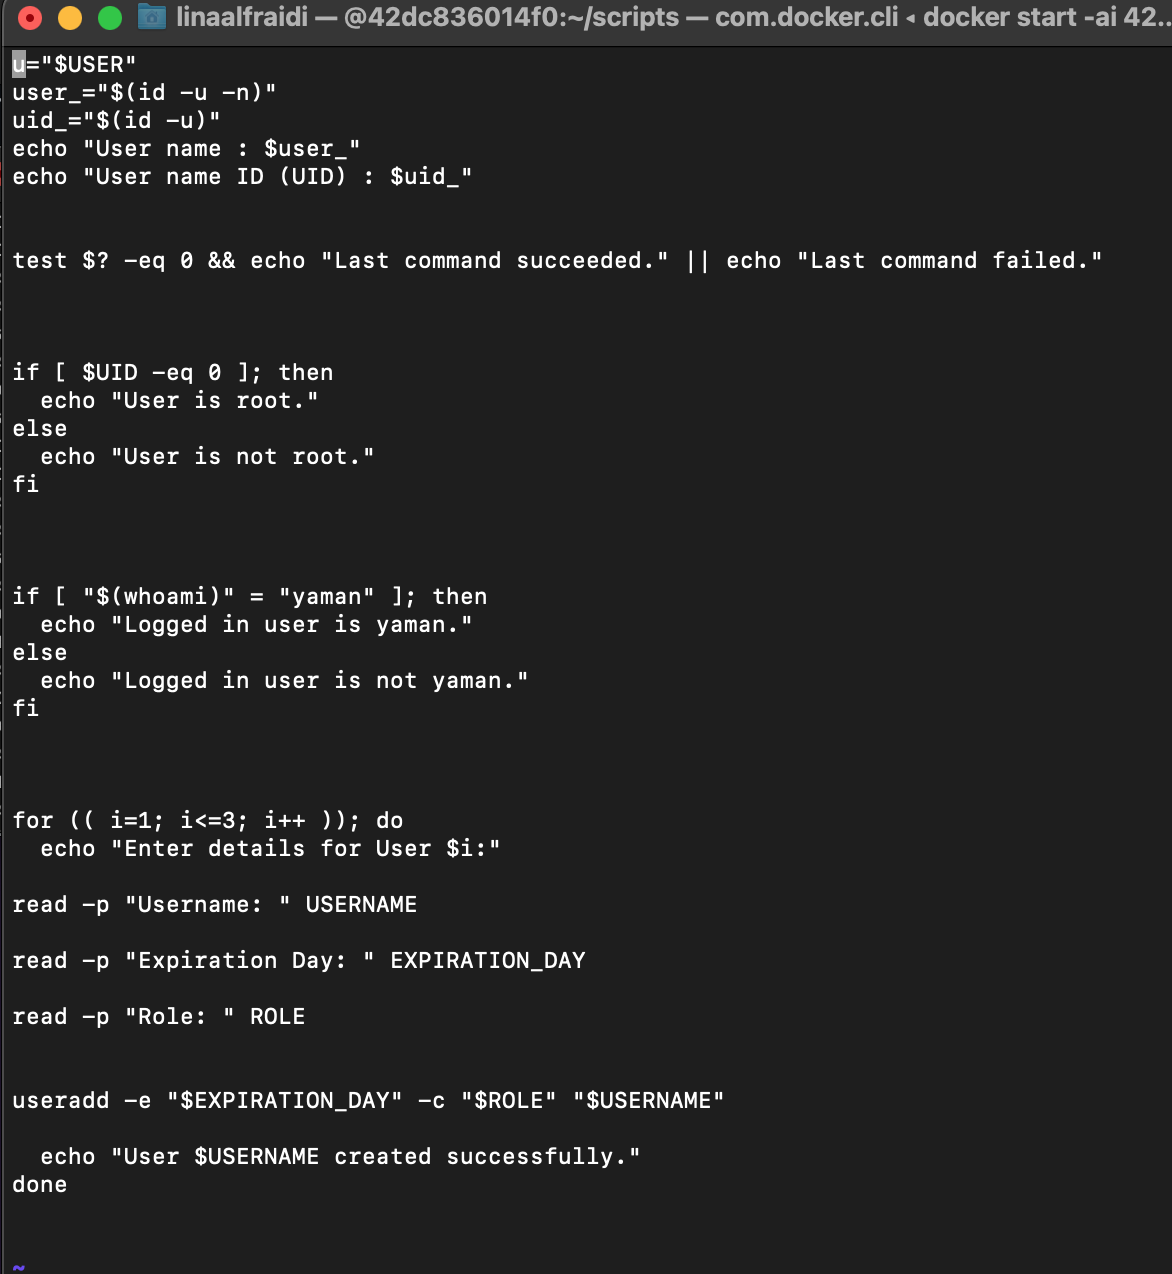 linaalfraidi — @42dc836014f0:~/scripts — com.docker.cli ◂ docker start -ai 42...
u="$USER"
user_="$(id -u -n)"
uid_="$(id -u)"
echo "User name : $user_"
echo "User name ID (UID) : $uid_"
test $? -eq 0 && echo "Last command succeeded." || echo "Last command failed."
if [ $UID -eq 0 ]; then
  echo "User is root."
else
  echo "User is not root."
fi
if [ "$(whoami)" = "yaman" ]; then
  echo "Logged in user is yaman."
else
  echo "Logged in user is not yaman."
fi
for (( i=1; i<=3; i++ )); do
  echo "Enter details for User $i:"
read -p "Username: " USERNAME
read -p "Expiration Day: " EXPIRATION_DAY
read -p "Role: " ROLE
useradd -e "$EXPIRATION_DAY" -c "$ROLE" "$USERNAME"
  echo "User $USERNAME created successfully."
done
~